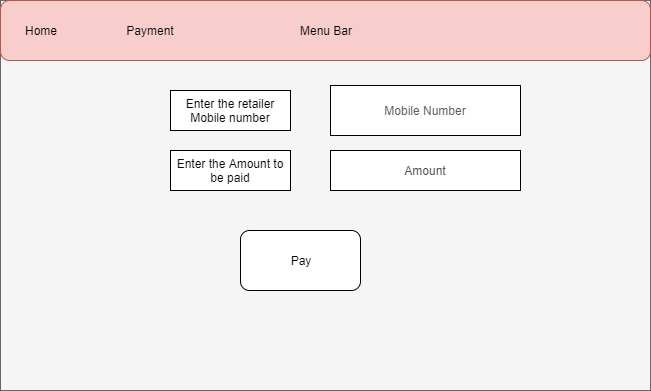 Home
Payment
Menu Bar
Enter the retailer
Mobile number
Mobile Number
Enter the Amount to
be paid
Amount
Pay